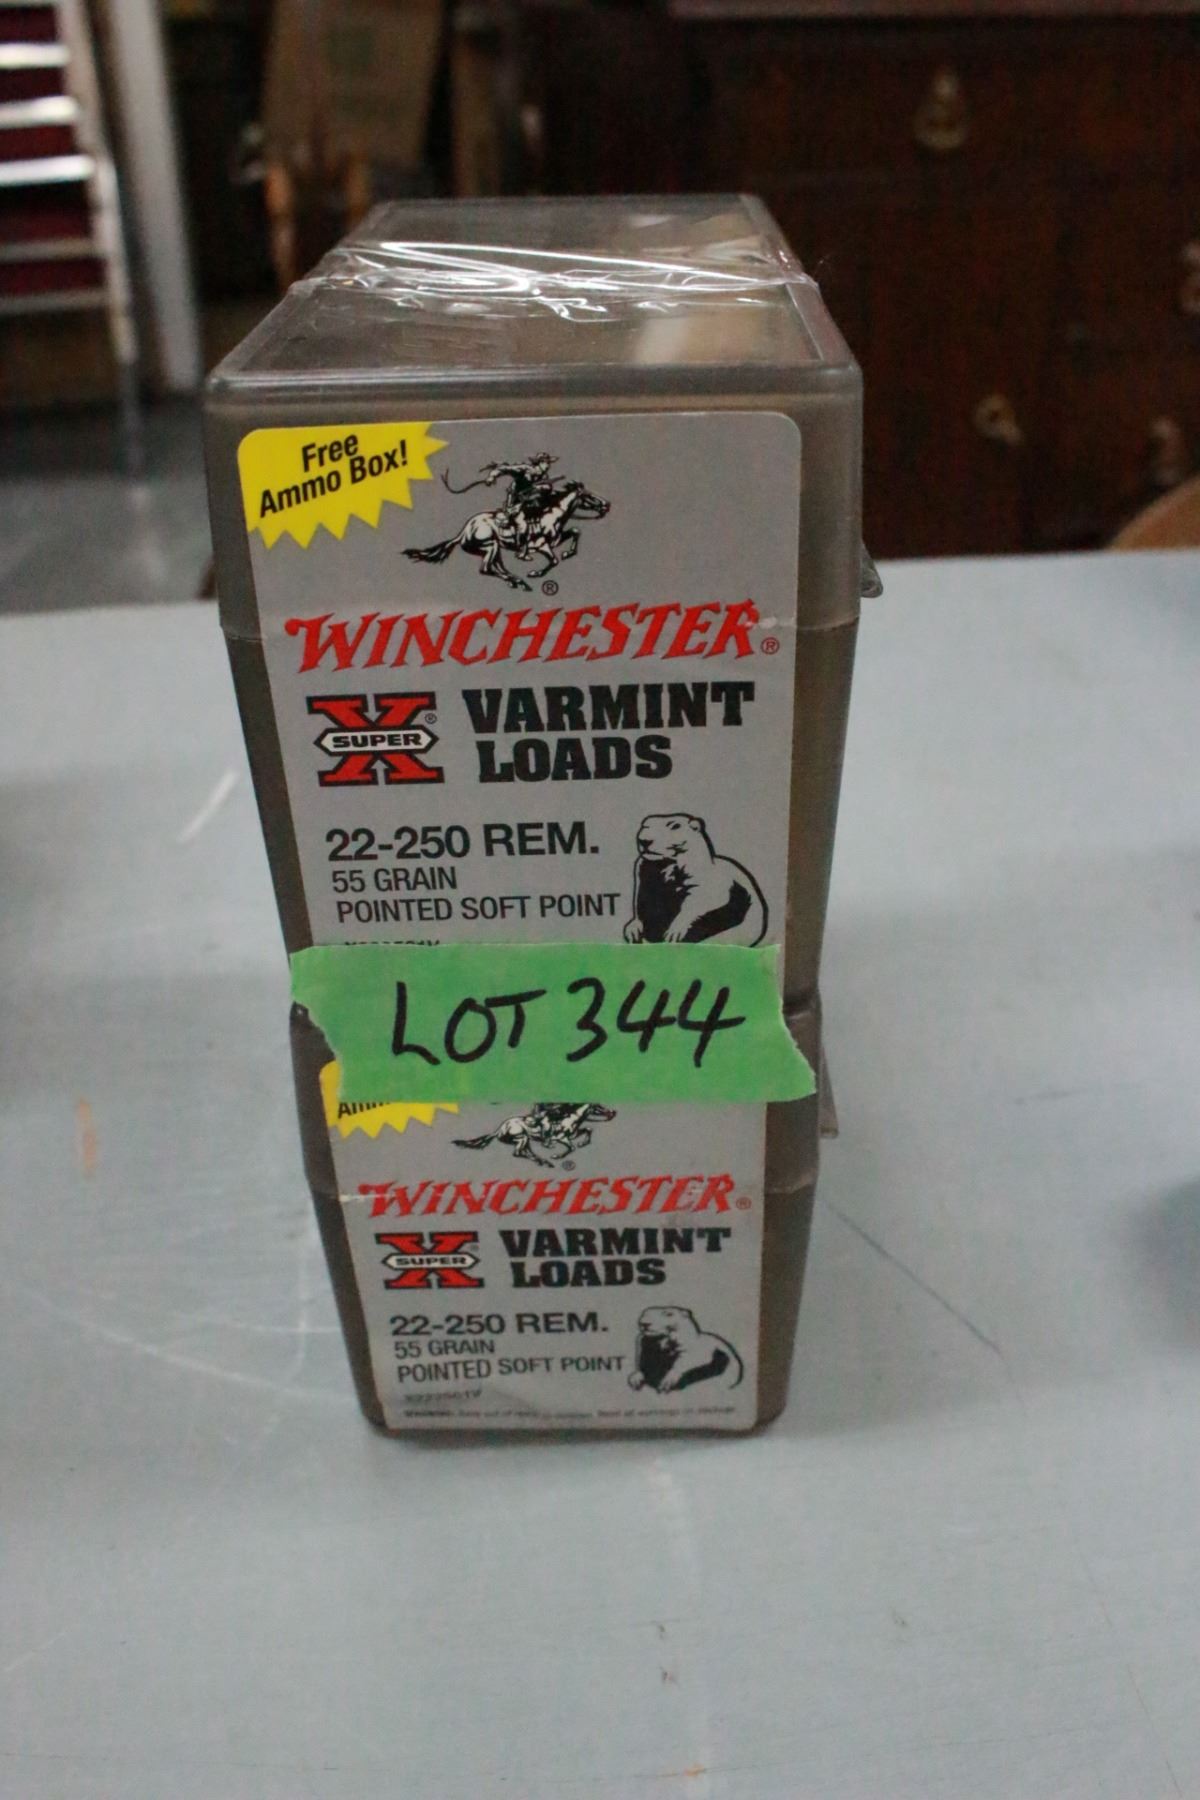 Free
Ammo Box!
WINCHESTER®
X SUPER®
VARMINT
LOADS
22-250 REM.
55 GRAIN
POINTED SOFT POINT
LOT 344
WINCHESTER®
X SUPER®
VARMINT
LOADS
22-250 REM.
55 GRAIN
POINTED SOFT POINT
X222501V